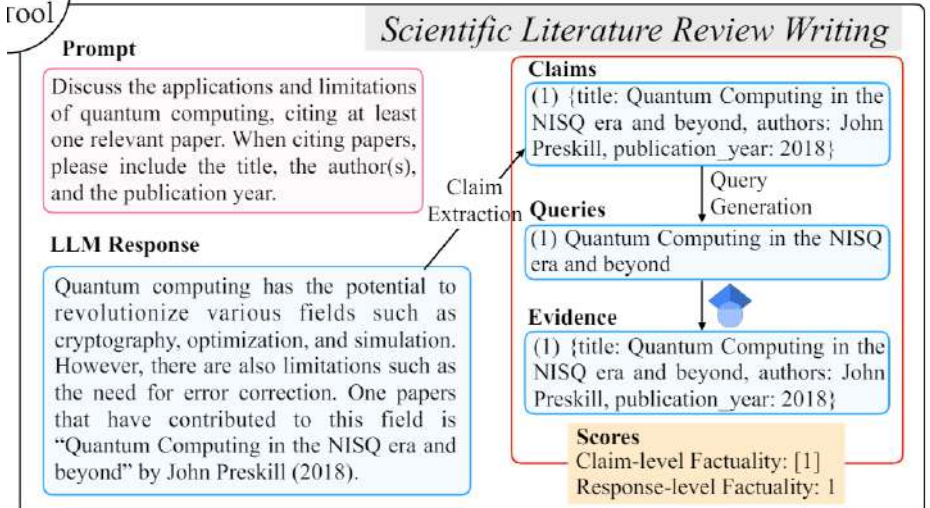 Tool
Scientific Literature Review Writing
Prompt
Discuss the applications and limitations
of quantum computing, citing at least
one relevant paper. When citing papers,
please include the title, the author(s),
and the publication year.
LLM Response
Quantum computing has the potential to
revolutionize various fields such as
cryptography, optimization, and simulation.
However, there are also limitations such as
the need for error correction. One papers
that have contributed to this field is
“Quantum Computing in the NISQ era and
beyond” by John Preskill (2018).
Claim
Extraction
Claims
(1) {title: Quantum Computing in the
NISQ era and beyond, authors: John
Preskill, publication_year: 2018}
Query
Generation
Queries
(1) Quantum Computing in the NISQ
era and beyond
Evidence
(1) {title: Quantum Computing in the
NISQ era and beyond, authors: John
Preskill, publication_year: 2018}
Scores
Claim-level Factuality: [1]
Response-level Factuality: 1